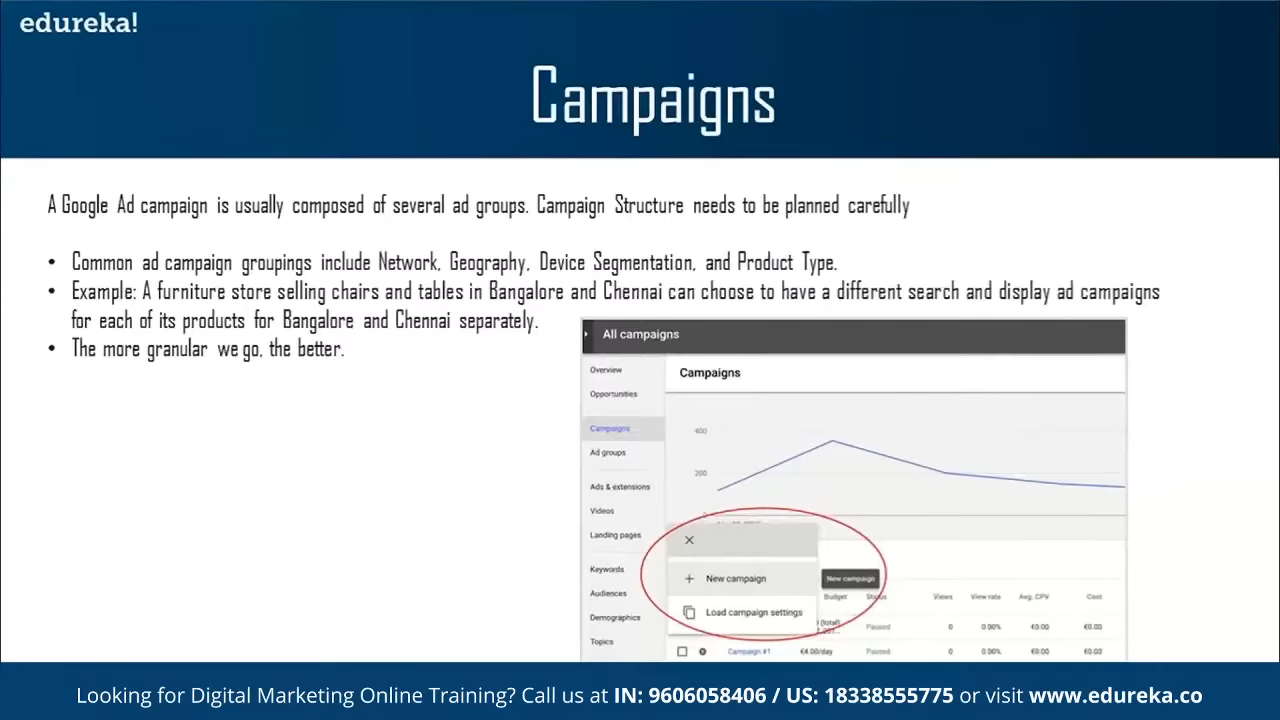 edureka!
Campaigns
A Google Ad campaign is usually composed of several ad groups. Campaign Structure needs to be planned carefully
• Common ad campaign groupings include Network, Geography, Device Segmentation, and Product Type.
• Example: A furniture store selling chairs and tables in Bangalore and Chennai can choose to have a different search and display ad campaigns
for each of its products for Bangalore and Chennai separately.
• The more granular we go, the better.
All campaigns
Overview
Opportunities
Campaigns
Ad groups
Ads & extensions
Videos
Landing pages
Keywords
Audiences
Demographics
Topics
Campaigns
400
200
New campaign
Load campaign settings
New campaign
Budget Status Views View rate Avg. CPV Cost
(total) Paused 0 0.00% €0.00 €0.00
Campaign #1 €4.00/day Paused 0 0.00% €0.00 €0.00
Looking for Digital Marketing Online Training? Call us at IN: 9606058406 / US: 18338555775 or visit www.edureka.co